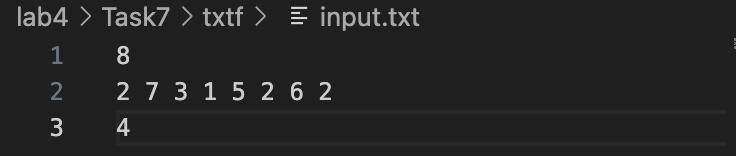 lab4 > Task7 > txtf > input.txt
1 8
2 2 7 3 1 5 2 6 2
3 4